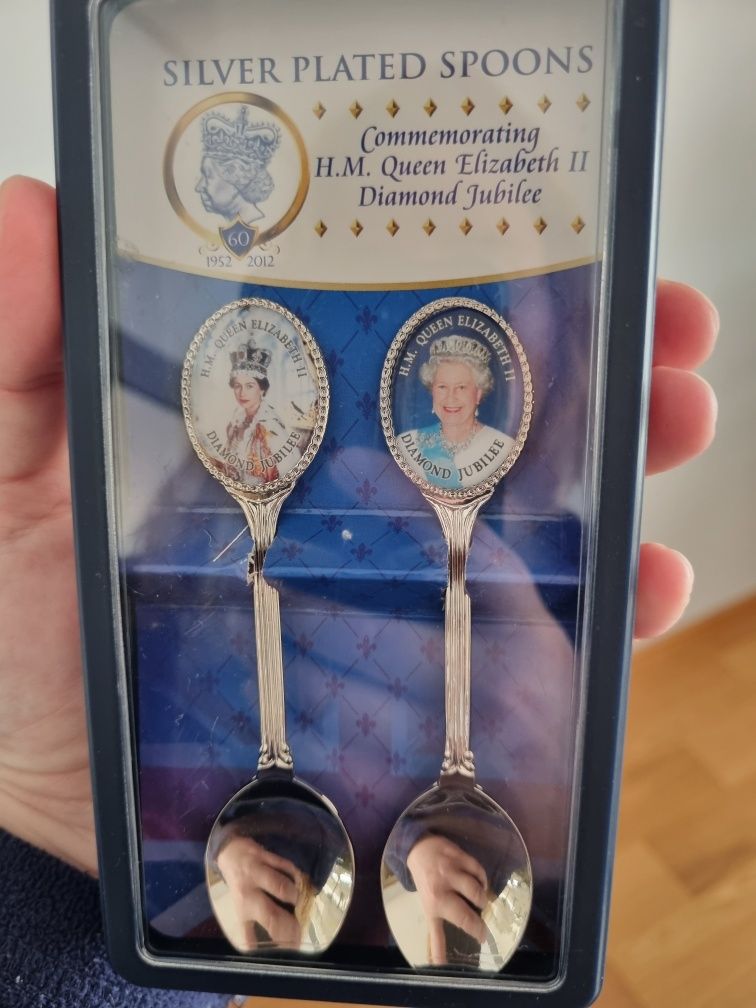 SILVER PLATED SPOONS
Commemorating
H.M. Queen Elizabeth II
Diamond Jubilee
60
1952 2012
H.M. QUEEN ELIZABETH II
DIAMOND JUBILEE
H.M. QUEEN ELIZABETH II
DIAMOND JUBILEE